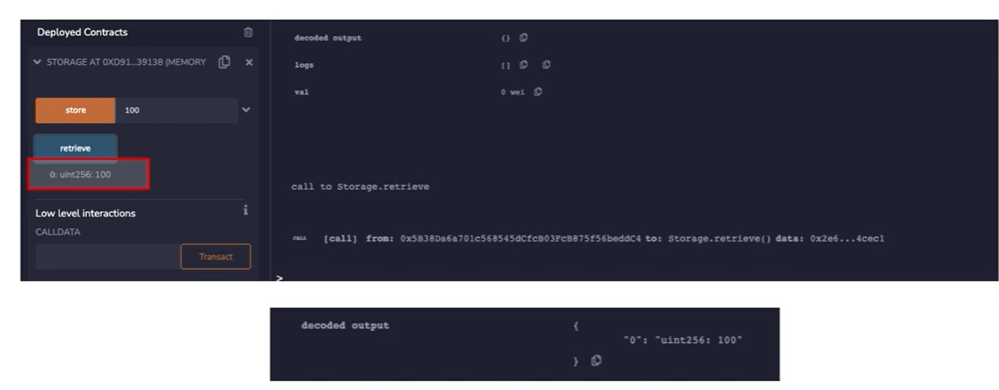 Deployed Contracts
STORAGE AT 0XD91...39138 (MEMORY
store 100
retrieve
0: uint256: 100
Low level interactions
i
CALLDATA
Transact
decoded output {}
logs []
val 0 wei
call to Storage.retrieve
CALL [call] from: 0x5B38Da6a701c568545dCfcB03FcB875f56beddC4 to: Storage.retrieve() data: 0x2e6...4cec1
>
decoded output {
"0": "uint256: 100"
}